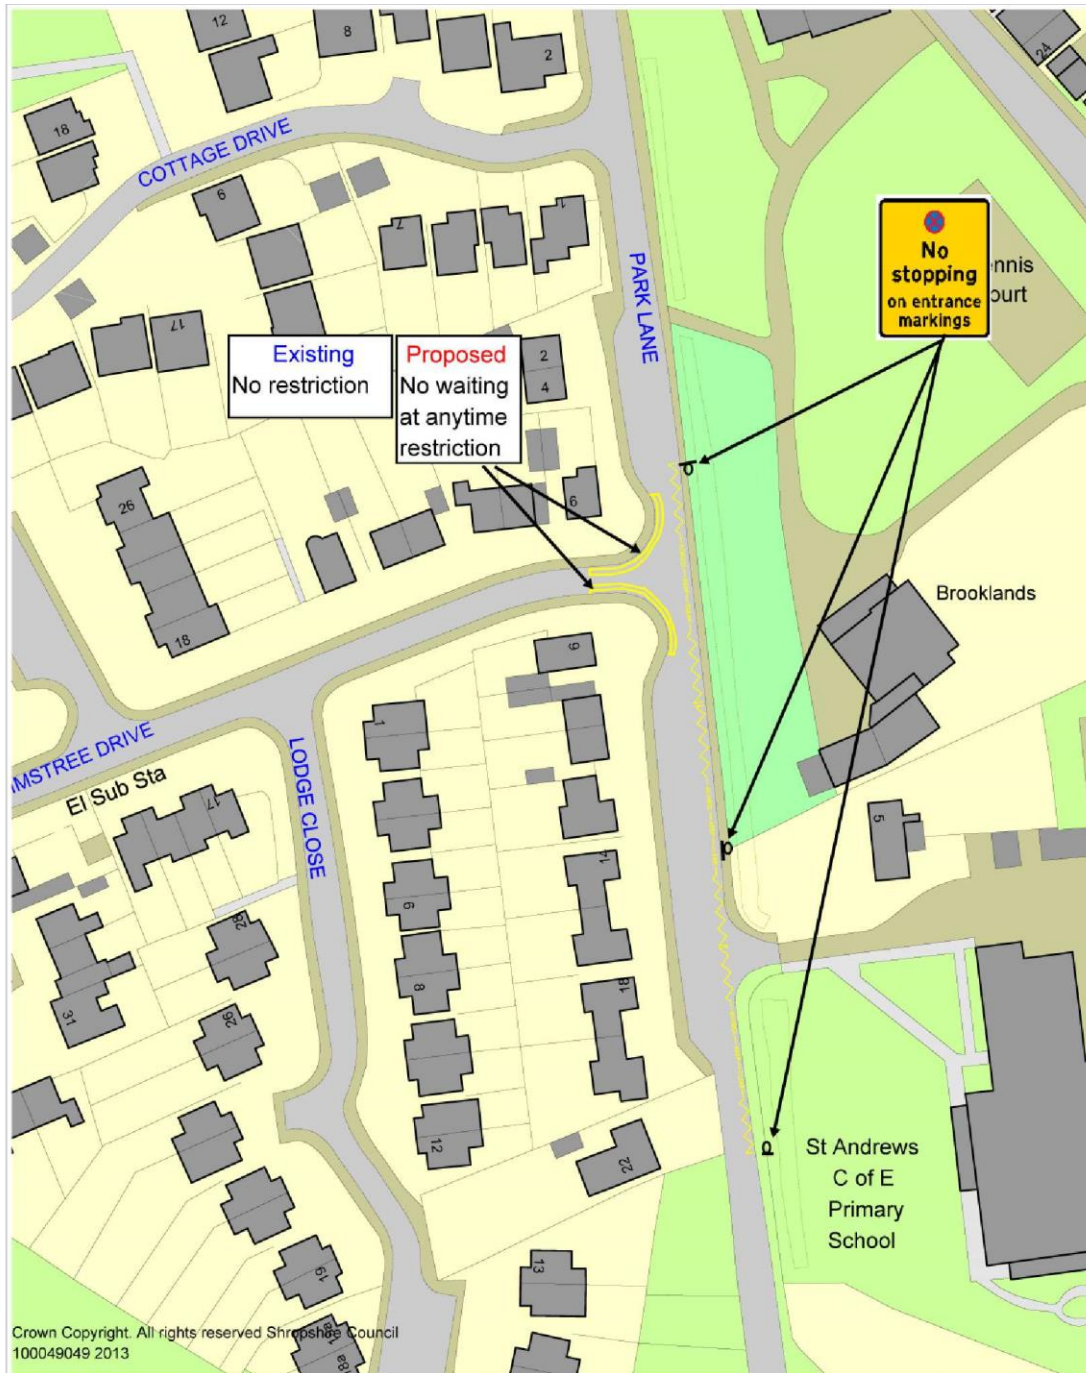 12
8
2
24
18
COTTAGE DRIVE
9
7
1
17
PARK LANE
No
stopping
on entrance
markings
ennis
ourt
Existing
No restriction
Proposed
No waiting
at anytime
restriction
2
4
26
6
18
Brooklands
9
1
MSTREE DRIVE
El Sub Sta
17
LODGE CLOSE
5
14
6
28
8
18
31
26
12
22
St Andrews
C of E
Primary
School
19
13
Crown Copyright. All rights reserved Shropshire Council
100049049 2013
18a